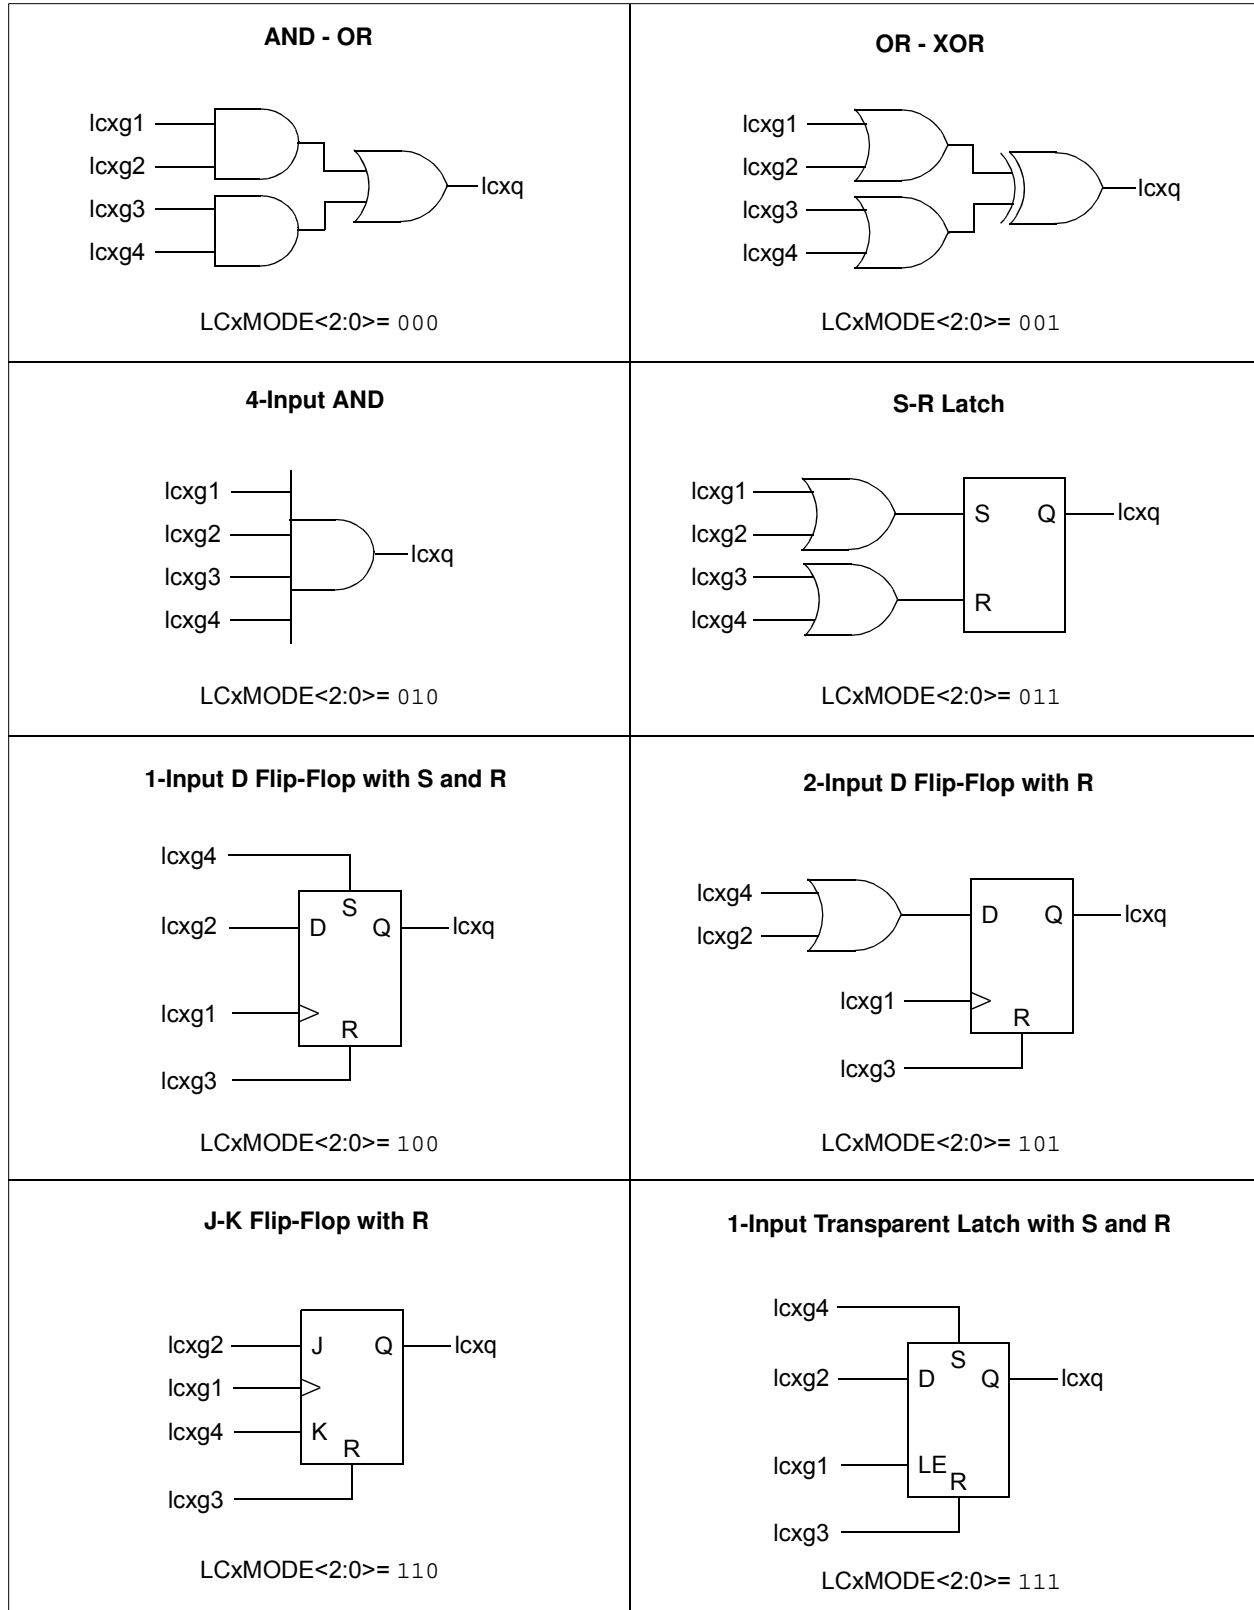 AND - OR
lcxg1
lcxg2
lcxg3
lcxg4
lcxq
LCxMODE<2:0>= 000
OR - XOR
lcxg1
lcxg2
lcxg3
lcxg4
lcxq
LCxMODE<2:0>= 001
4-Input AND
lcxg1
lcxg2
lcxg3
lcxg4
lcxq
LCxMODE<2:0>= 010
S-R Latch
lcxg1
lcxg2
lcxg3
lcxg4
S Q
R
lcxq
LCxMODE<2:0>= 011
1-Input D Flip-Flop with S and R
lcxg4
S
lcxg2
D Q
lcxq
lcxg1
R
lcxg3
LCxMODE<2:0>= 100
2-Input D Flip-Flop with R
lcxg4
lcxg2
D Q
lcxq
lcxg1
R
lcxg3
LCxMODE<2:0>= 101
J-K Flip-Flop with R
lcxg2
J Q
lcxq
lcxg1
lcxg4
K
R
lcxg3
LCxMODE<2:0>= 110
1-Input Transparent Latch with S and R
lcxg4
S
lcxg2
D Q
lcxq
lcxg1
LE
R
lcxg3
LCxMODE<2:0>= 111